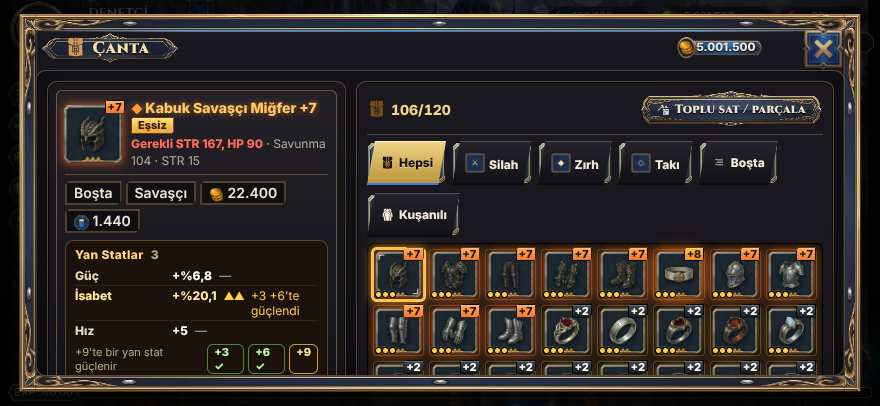 DENETÇİ
ÇANTA
5.001.500
+7
Kabuk Savaşçı Miğfer +7
Eşsiz
Gerekli STR 167, HP 90 · Savunma
104 · STR 15
Boşta
Savaşçı
22.400
1.440
Yan Statlar 3
Güç +%6,8 —
İsabet +%20,1 ▲▲ +3 +6'te
güçlendi
Hız +5 —
+9'te bir yan stat
güçlenir
+3 ✓
+6 ✓
+9
106/120
TOPLU SAT / PARÇALA
Hepsi
Silah
Zırh
Takı
Boşta
Kuşanılı
+7 +7 +7 +7 +7 +8 +7 +7
+7 +7 +7 +2 +2 +2 +2 +2
+2 +2 +2 +2 +2 +2 +2 +2